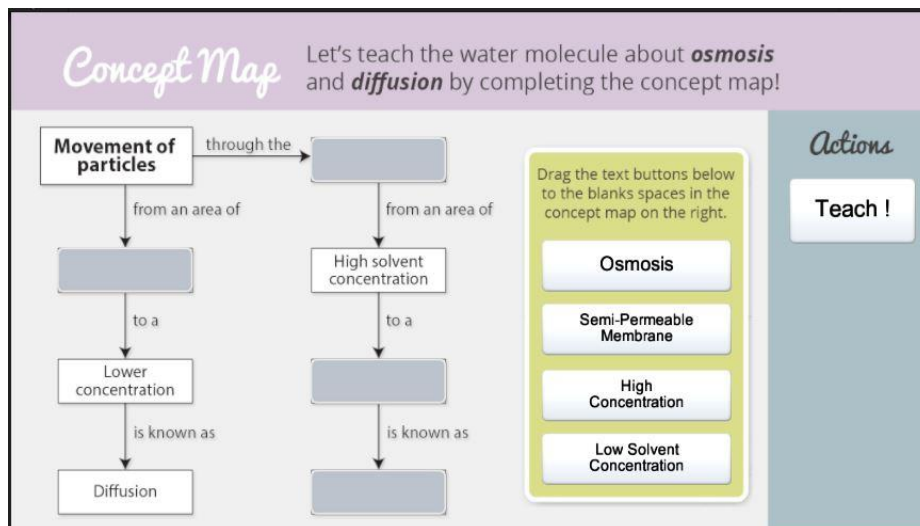 Concept Map
Let's teach the water molecule about osmosis
and diffusion by completing the concept map!
Movement of
particles
through the
from an area of
to a
Lower
concentration
is known as
Diffusion
from an area of
High solvent
concentration
to a
is known as
Drag the text buttons below
to the blanks spaces in the
concept map on the right.
Osmosis
Semi-Permeable
Membrane
High
Concentration
Low Solvent
Concentration
Actions
Teach !